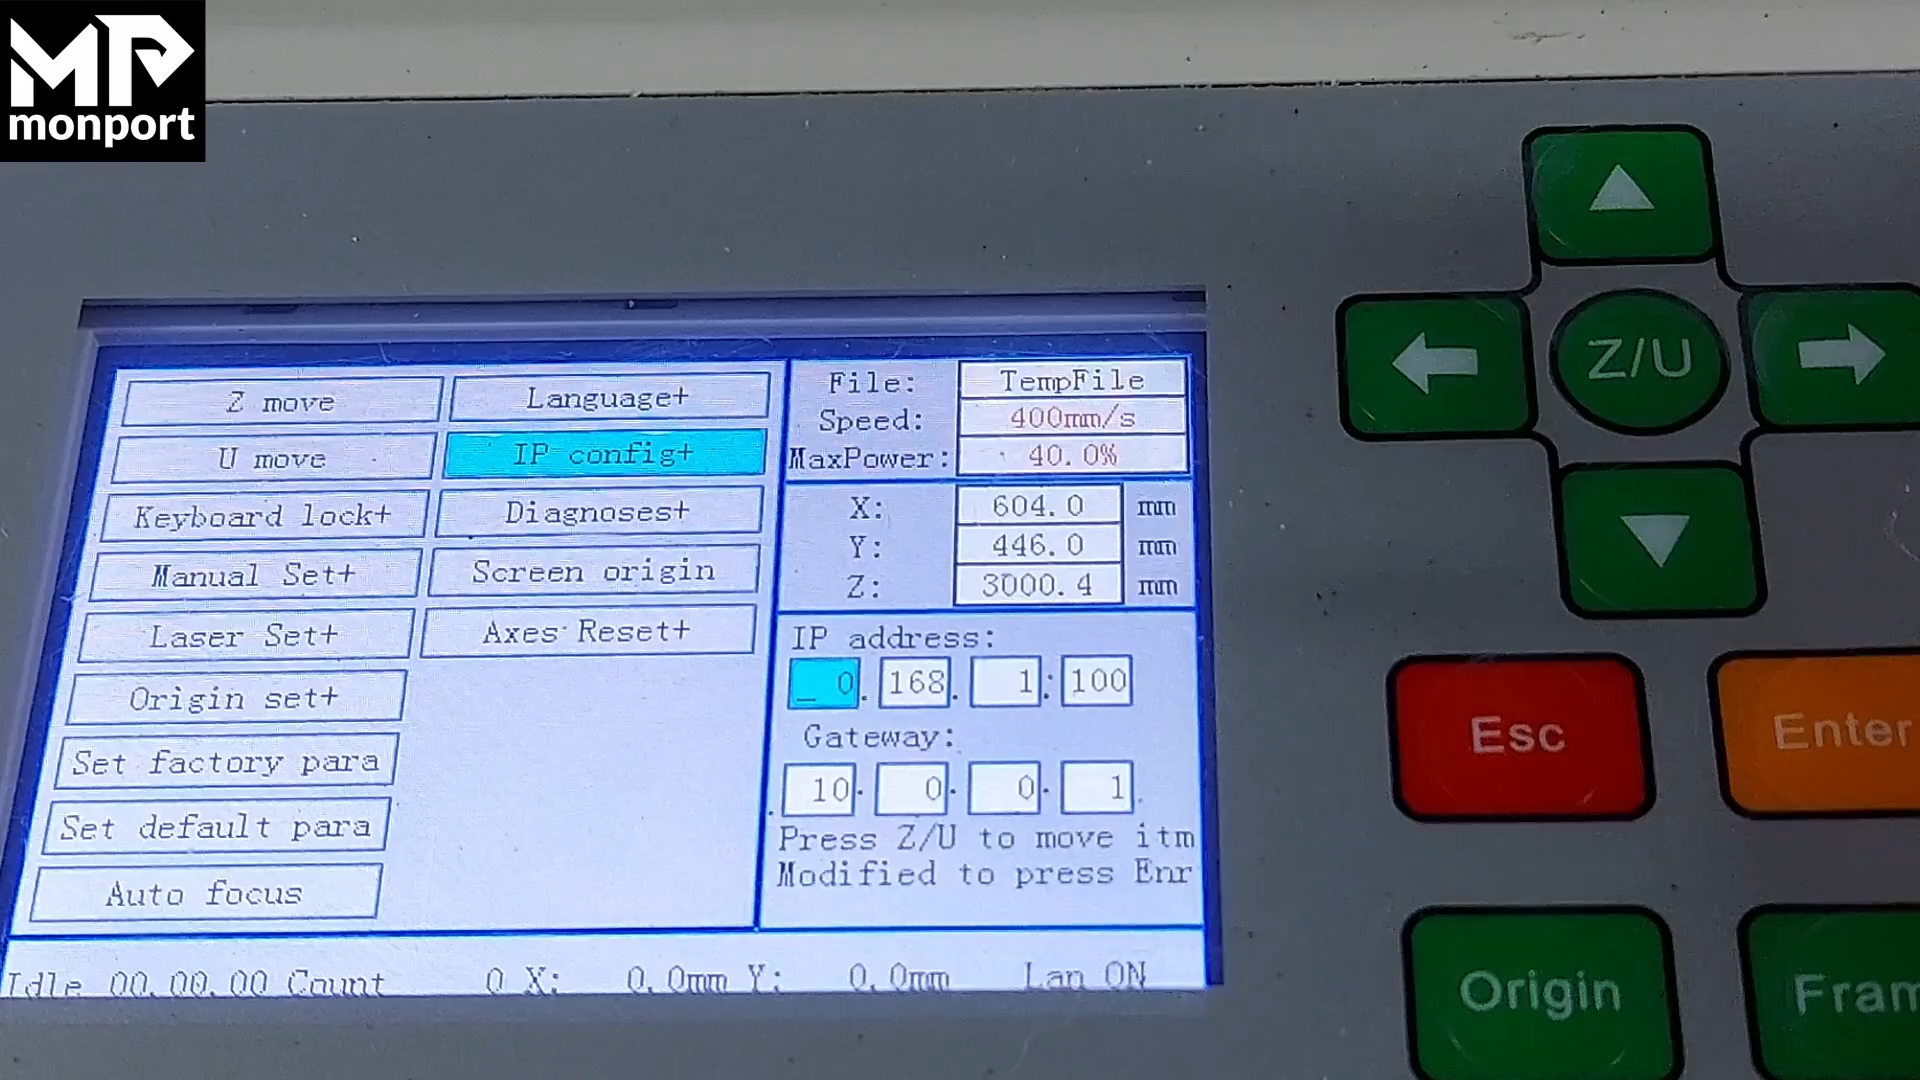 MP
monport
Z move
U move
Keyboard lock+
Manual Set+
Laser Set+
Origin set+
Set factory para
Set default para
Auto focus
Language+
IP config+
Diagnoses+
Screen origin
Axes Reset+
File: TempFile
Speed: 400mm/s
MaxPower: 40.0%
X: 604.0 mm
Y: 446.0 mm
Z: 3000.4 mm
IP address:
_ 0. 168. 1: 100
Gateway:
10. 0. 0. 1
Press Z/U to move itm
Modified to press Enr
Idle 00.00.00 Count 0 X: 0.0mm Y: 0.0mm Lan ON
Z/U
Esc
Enter
Origin
Fram